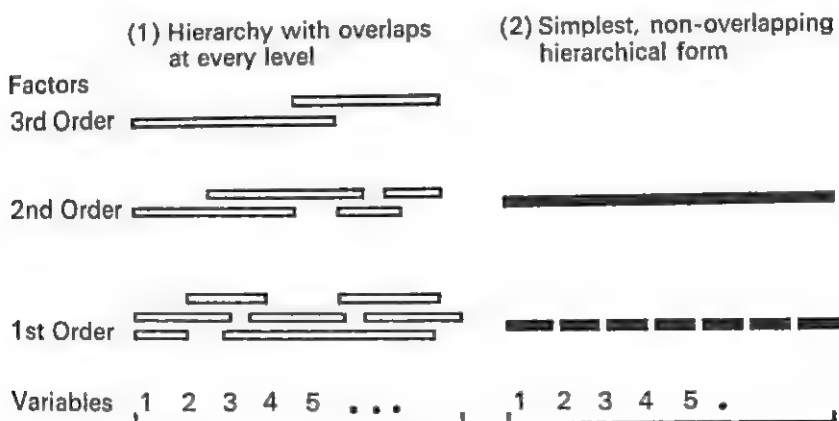 (1) Hierarchy with overlaps
at every level
(2) Simplest, non-overlapping
hierarchical form
Factors
3rd Order
2nd Order
1st Order
Variables 1 2 3 4 5 • • •
1 2 3 4 5 •